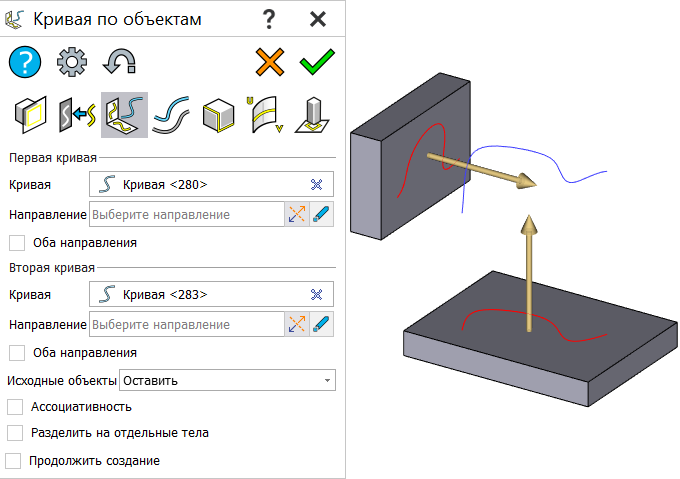 Кривая по объектам ?
?
U
V
Первая кривая
Кривая Кривая <280>
Направление Выберите направление
Оба направления
Вторая кривая
Кривая Кривая <283>
Направление Выберите направление
Оба направления
Исходные объекты Оставить
Ассоциативность
Разделить на отдельные тела
Продолжить создание